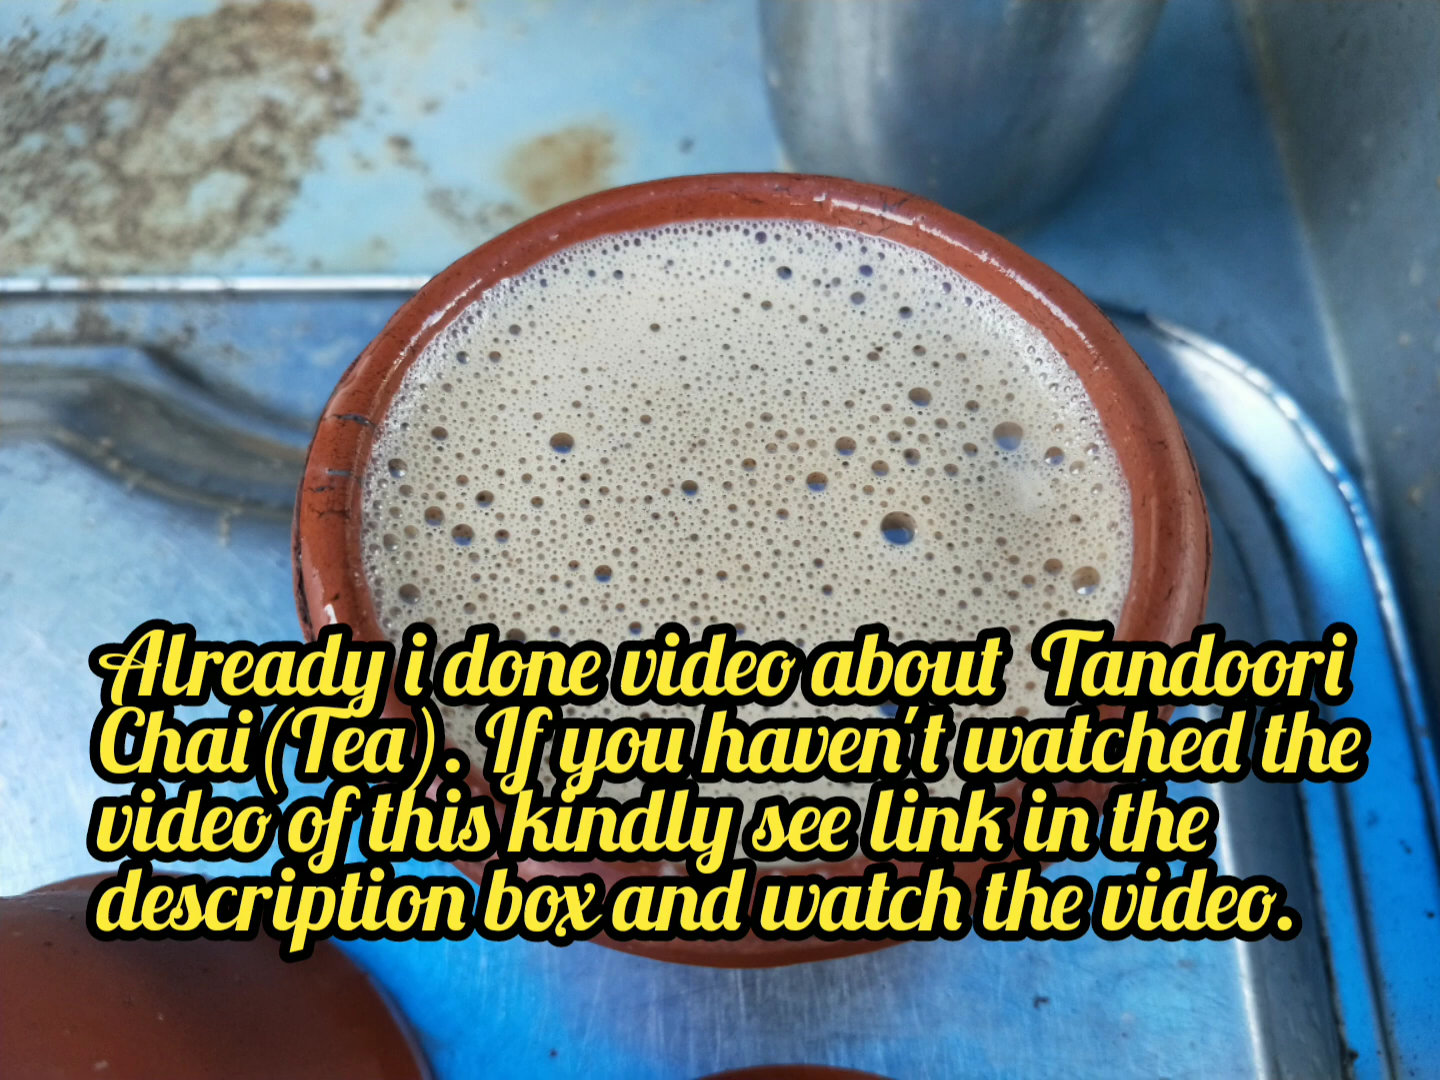 Already i done video about Tandoori
Chai(Tea). If you haven't watched the
video of this kindly see link in the
description box and watch the video.